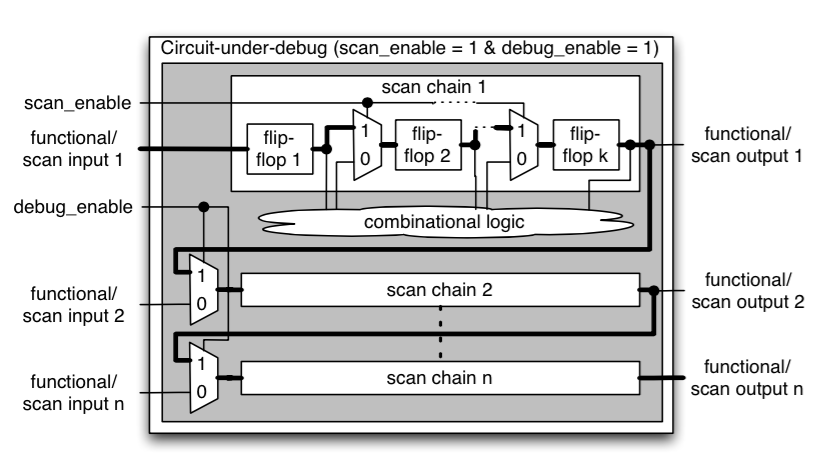 Circuit-under-debug (scan_enable = 1 & debug_enable = 1)
scan chain 1
scan_enable
functional/
scan input 1
flip-
flop 1
1
0
flip-
flop 2
1
0
flip-
flop k
functional/
scan output 1
debug_enable
combinational logic
1
0
functional/
scan input 2
scan chain 2
functional/
scan output 2
1
0
functional/
scan input n
scan chain n
functional/
scan output n